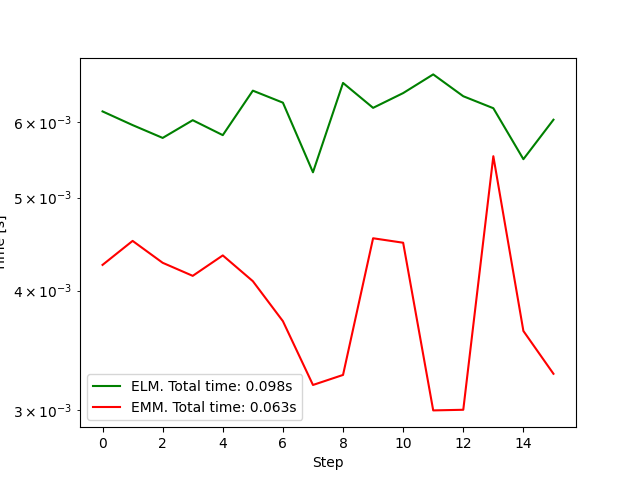 6 × 10⁻³
5 × 10⁻³
4 × 10⁻³
3 × 10⁻³
[s]
ELM. Total time: 0.098s
EMM. Total time: 0.063s
0 2 4 6 8 10 12 14
Step